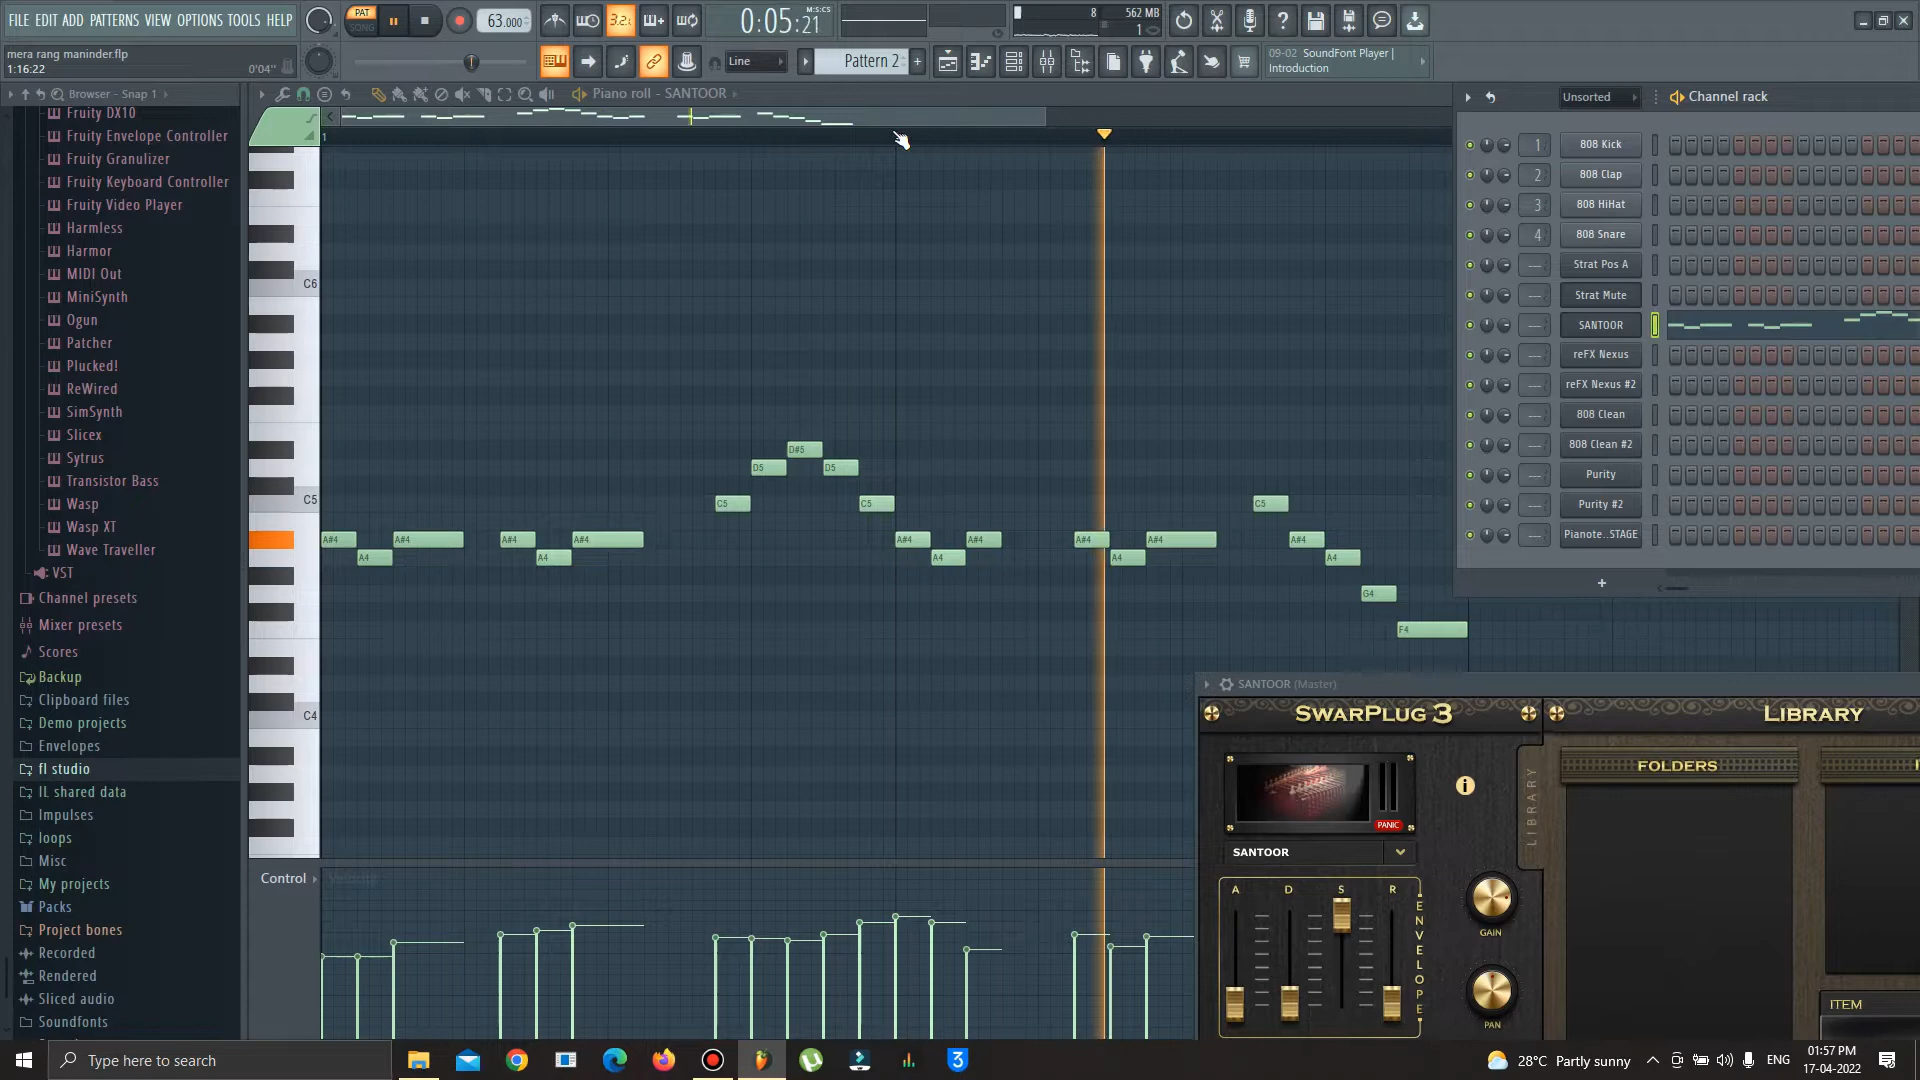 FILE EDIT ADD PATTERNS VIEW OPTIONS TOOLS HELP
PAT
SONG
63.000
3.2.
0:05:21
M:S:CS
8
562 MB
1
mera rang maninder.flp
1:16:22
0'04"
Line
Pattern 2
+
09-02 SoundFont Player |
Introduction
Browser - Snap 1
Fruity DX10
Fruity Envelope Controller
Fruity Granulizer
Fruity Keyboard Controller
Fruity Video Player
Harmless
Harmor
MIDI Out
MiniSynth
Ogun
Patcher
Plucked!
ReWired
SimSynth
Slicex
Sytrus
Transistor Bass
Wasp
Wasp XT
Wave Traveller
VST
Channel presets
Mixer presets
Scores
Backup
Clipboard files
Demo projects
Envelopes
fl studio
IL shared data
Impulses
loops
Misc
My projects
Packs
Project bones
Recorded
Rendered
Sliced audio
Soundfonts
Piano roll - SANTOOR
1
C6
C5
C4
A#4
A4
A#4
A#4
A4
A#4
C5
D5
D#5
D5
C5
A#4
A4
A#4
A#4
A4
A#4
C5
A#4
A4
G4
F4
Control
Velocity
Unsorted
Channel rack
1
808 Kick
2
808 Clap
3
808 HiHat
4
808 Snare
---
Strat Pos A
---
Strat Mute
---
SANTOOR
---
reFX Nexus
---
reFX Nexus #2
---
808 Clean
---
808 Clean #2
---
Purity
---
Purity #2
---
Pianote..STAGE
+
SANTOOR (Master)
SWARPLUG 3
LIBRARY
FOLDERS
LIBRARY
i
PANIC
SANTOOR
A D S R
ENVELOPE
GAIN
PAN
ITEM
Type here to search
28°C Partly sunny
ENG
01:57 PM
17-04-2022